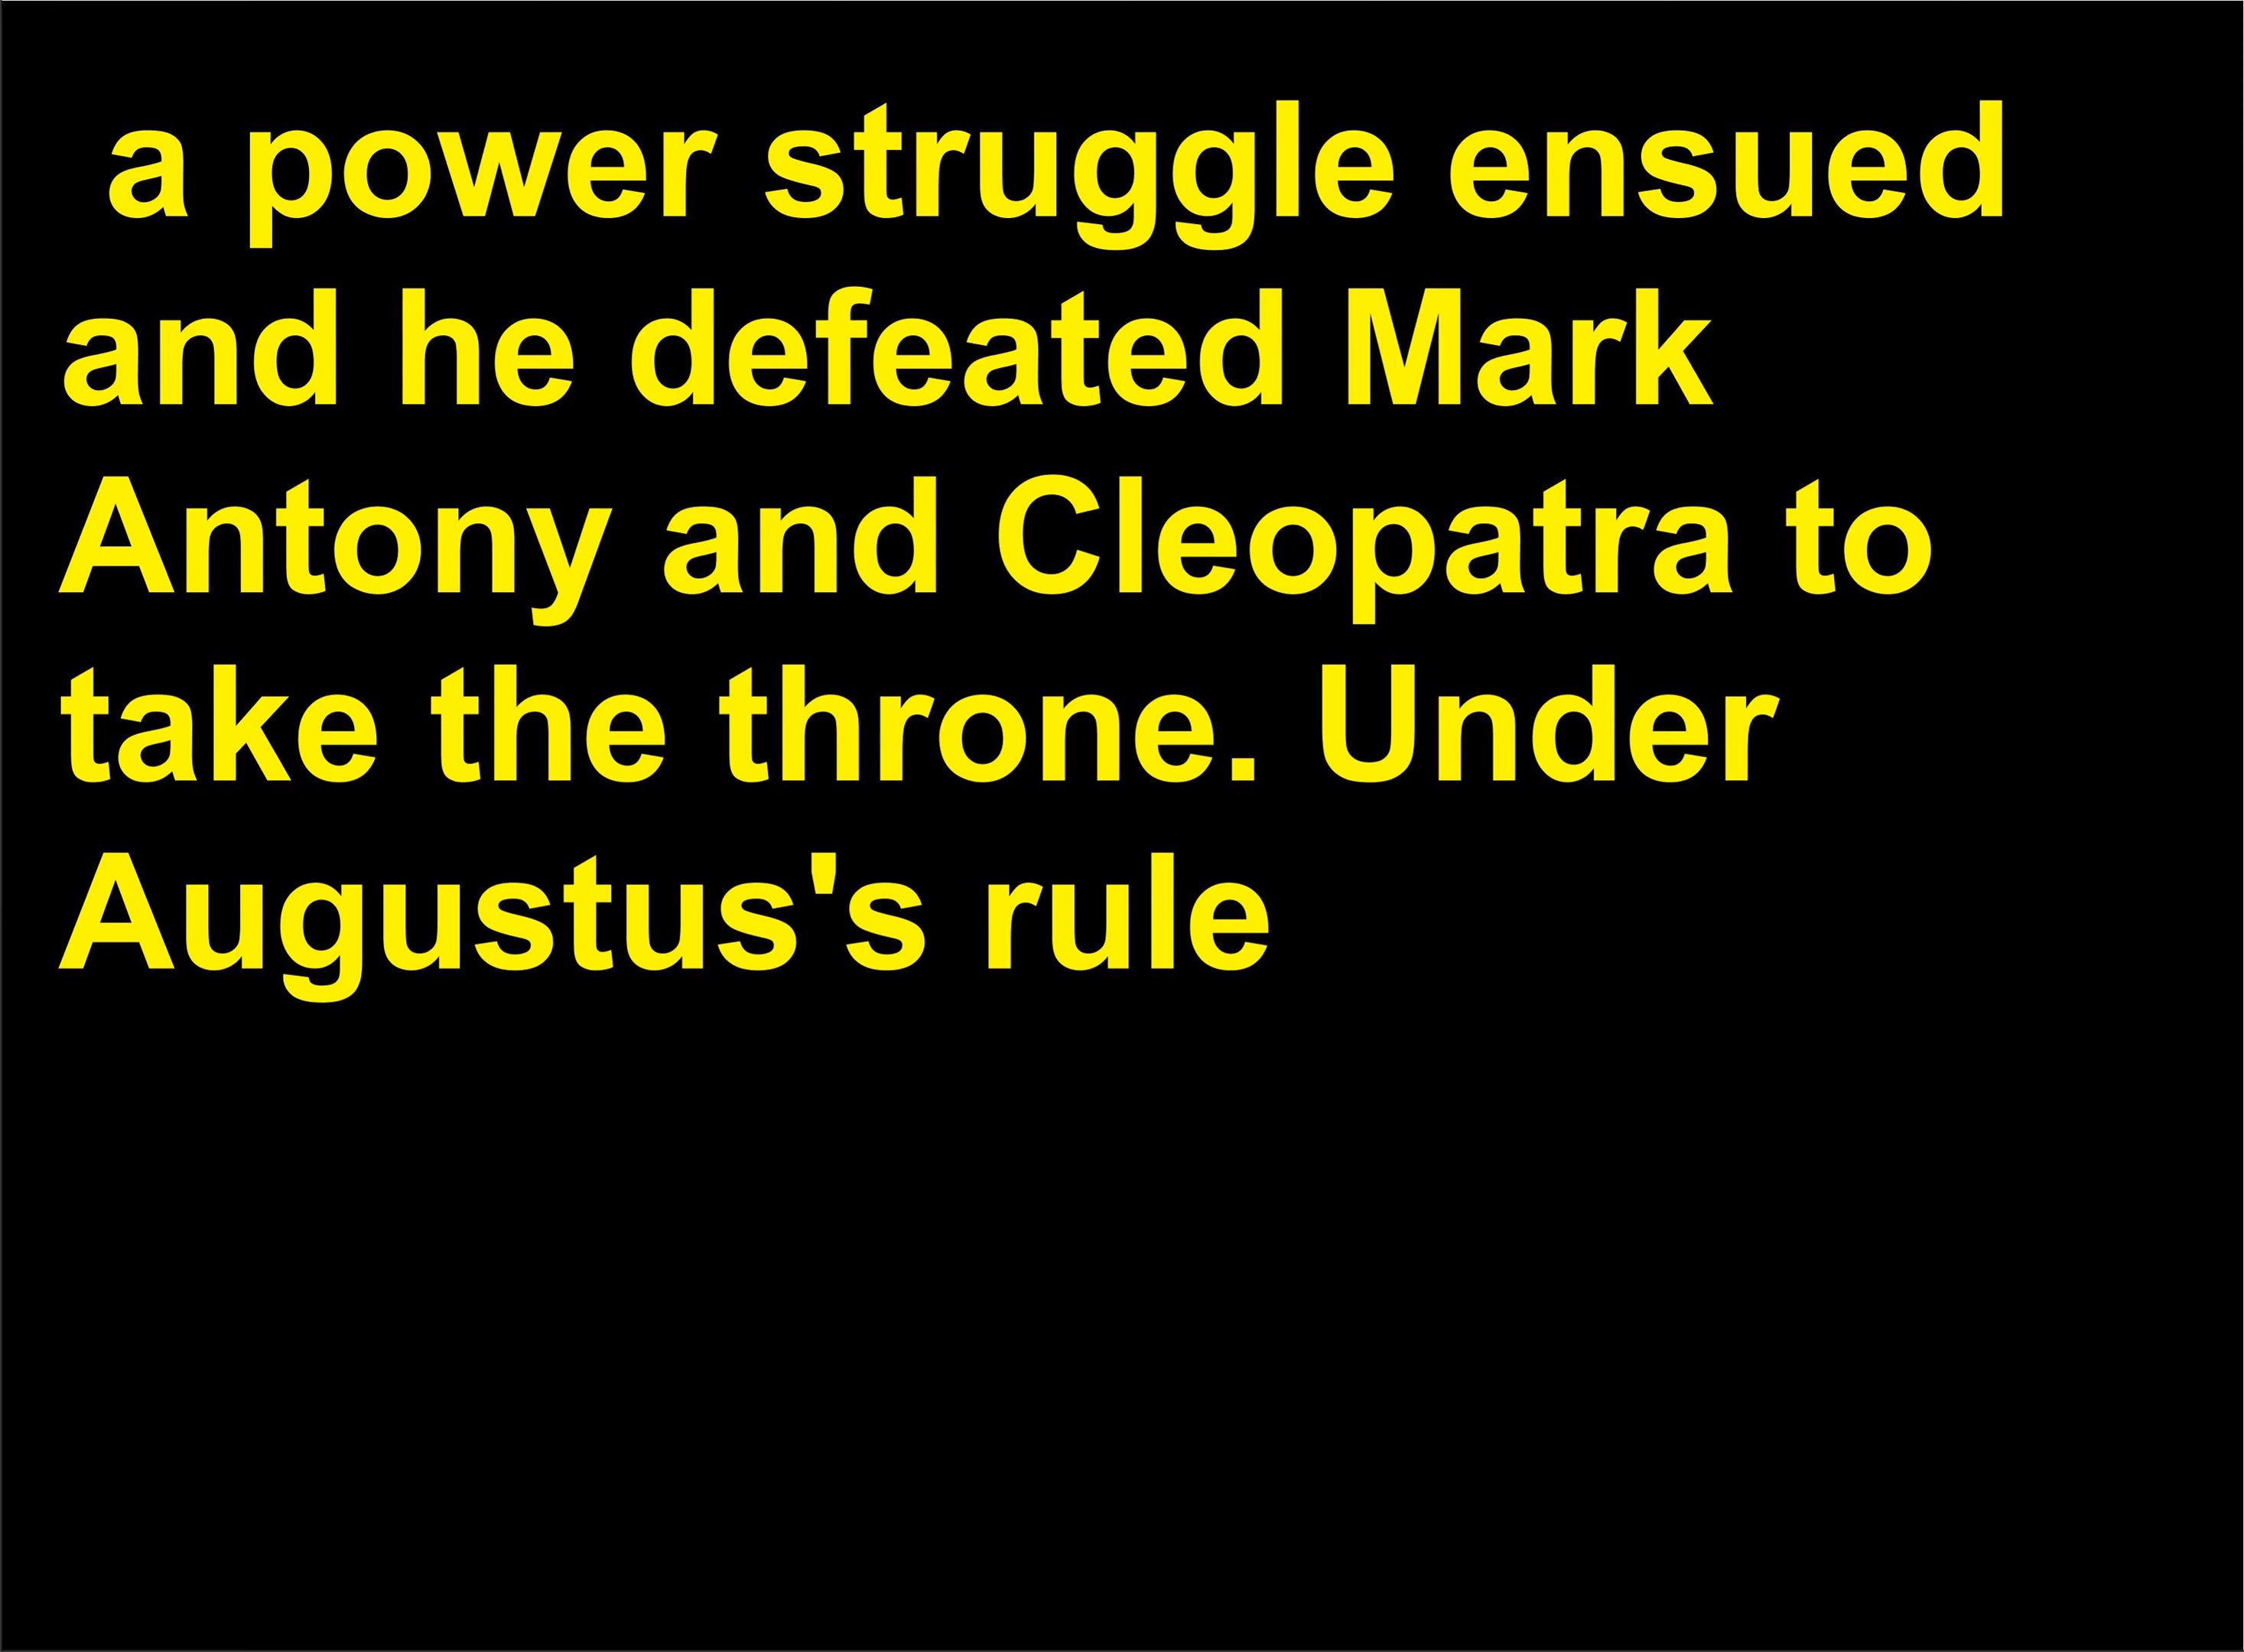 a power struggle ensued
and he defeated Mark
Antony and Cleopatra to
take the throne. Under
Augustus's rule